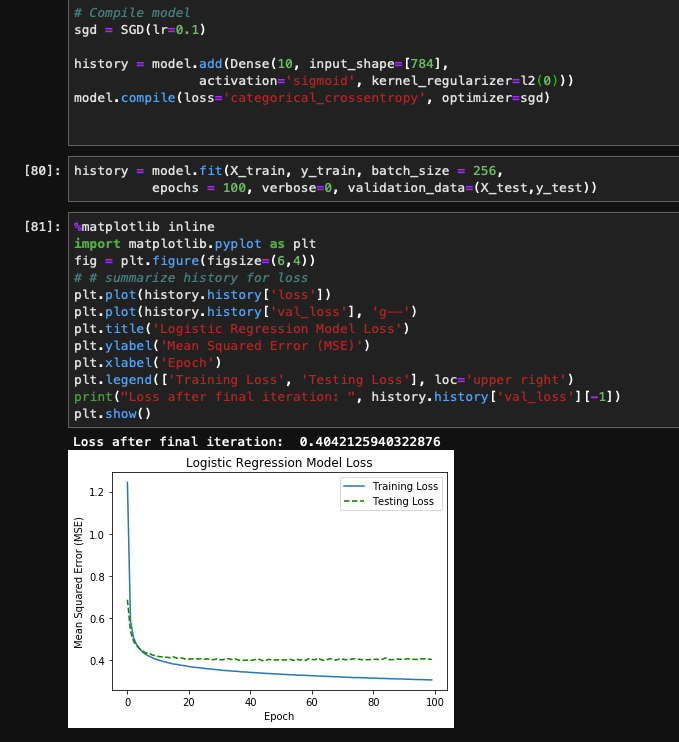 # Compile model
sgd = SGD(lr=0.1)
history = model.add(Dense(10, input_shape=[784],
activation='sigmoid', kernel_regularizer=l2(0)))
model.compile(loss='categorical_crossentropy', optimizer=sgd)
[80]: history = model.fit(X_train, y_train, batch_size = 256,
epochs = 100, verbose=0, validation_data=(X_test,y_test))
[81]: %matplotlib inline
import matplotlib.pyplot as plt
fig = plt.figure(figsize=(6,4))
# # summarize history for loss
plt.plot(history.history['loss'])
plt.plot(history.history['val_loss'], 'g--')
plt.title('Logistic Regression Model Loss')
plt.ylabel('Mean Squared Error (MSE)')
plt.xlabel('Epoch')
plt.legend(['Training Loss', 'Testing Loss'], loc='upper right')
print("Loss after final iteration: ", history.history['val_loss'][-1])
plt.show()
Loss after final iteration:  0.4042125940322876
Logistic Regression Model Loss
Training Loss
Testing Loss
Mean Squared Error (MSE)
1.2
1.0
0.8
0.6
0.4
0 20 40 60 80 100
Epoch